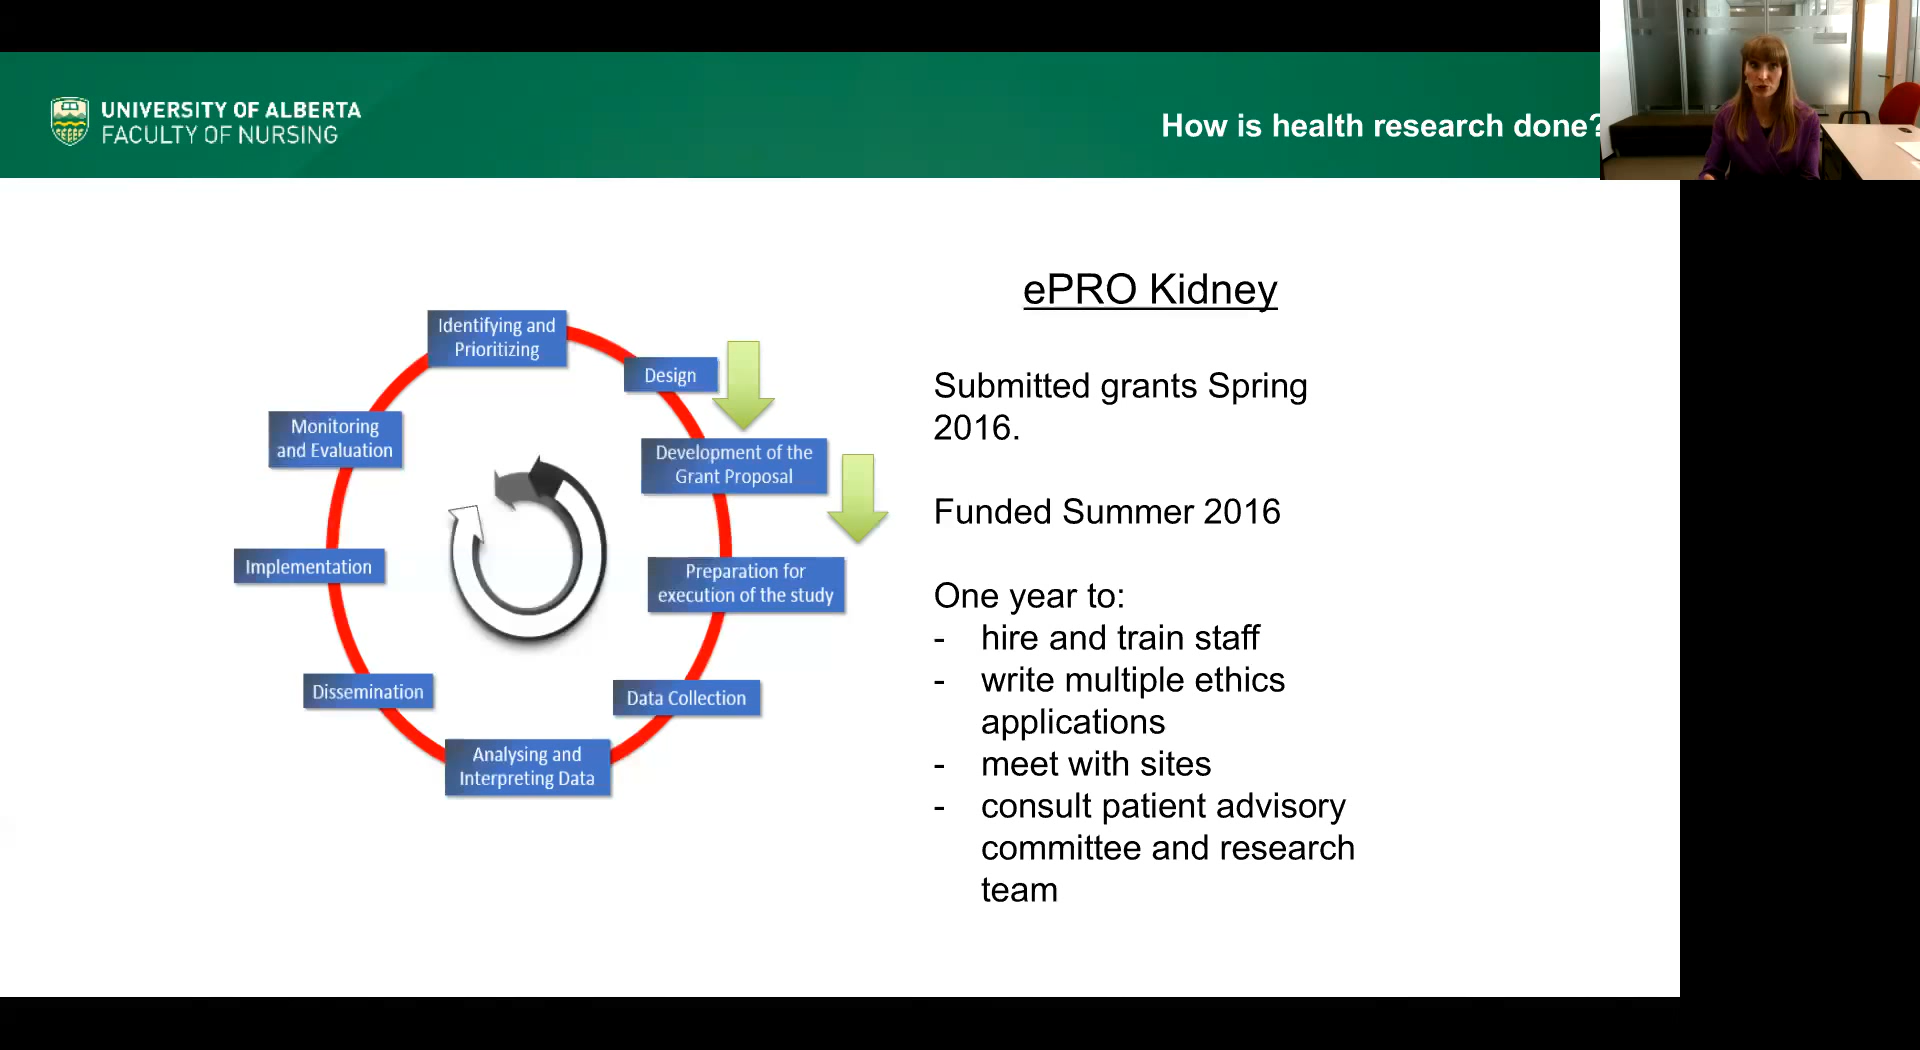 UNIVERSITY OF ALBERTA
FACULTY OF NURSING
How is health research done?
Identifying and
Prioritizing
Design
Development of the
Grant Proposal
Preparation for
execution of the study
Data Collection
Analysing and
Interpreting Data
Dissemination
Implementation
Monitoring
and Evaluation
ePRO Kidney
Submitted grants Spring
2016.
Funded Summer 2016
One year to:
- hire and train staff
- write multiple ethics
applications
- meet with sites
- consult patient advisory
committee and research
team